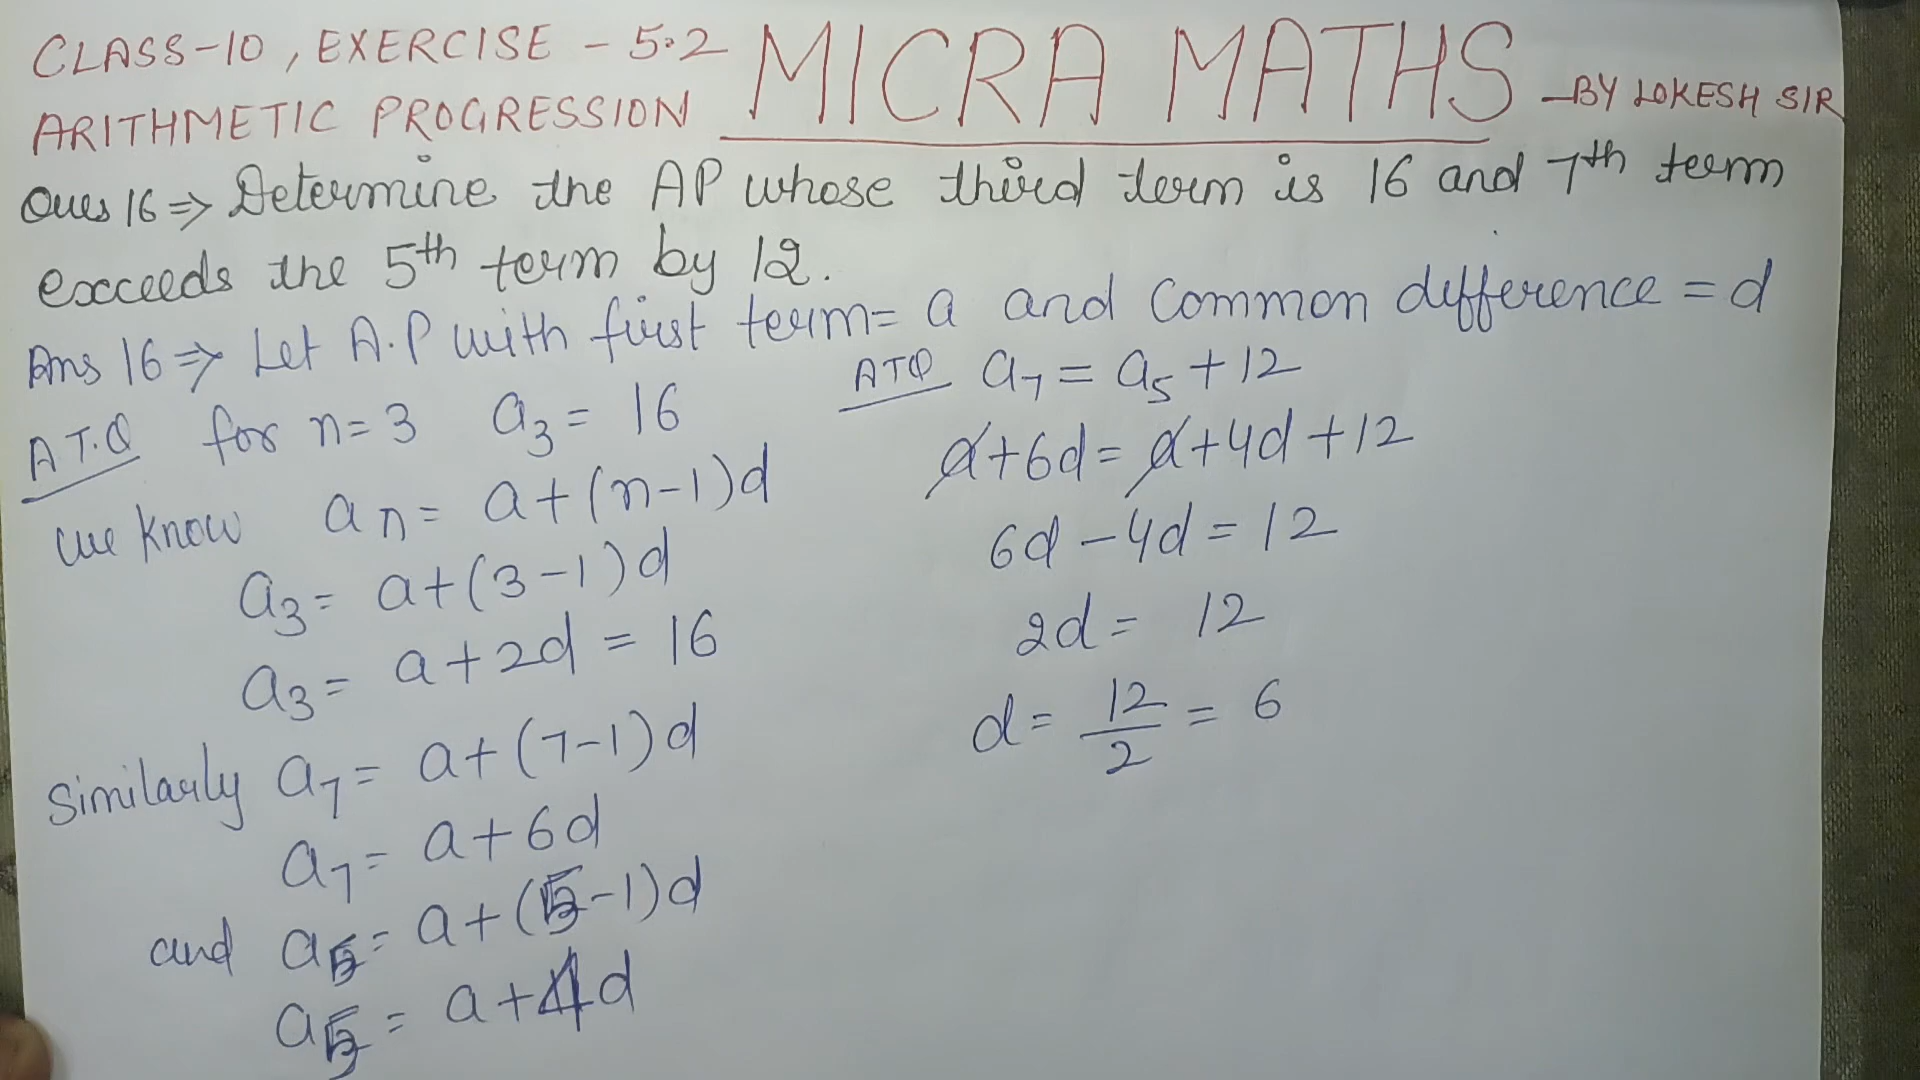 CLASS-10, EXERCISE - 5.2
ARITHMETIC PROGRESSION
MICRA MATHS
-BY LOKESH SIR
Ques 16 ⇒ Determine the AP whose third term is 16 and 7th term
exceeds the 5th term by 12.
Ans 16 ⇒ Let A.P with first term = a and Common difference = d
A T.Q for n = 3 a₃ = 16
we know aₙ = a + (n-1)d
a₃ = a + (3-1)d
a₃ = a + 2d = 16
Similarly a₇ = a + (7-1)d
a₇ = a + 6d
and a₅ = a + (5-1)d
a₅ = a + 4d
ATQ a₇ = a₅ + 12
a + 6d = a + 4d + 12
6d - 4d = 12
2d = 12
d = 12/2 = 6